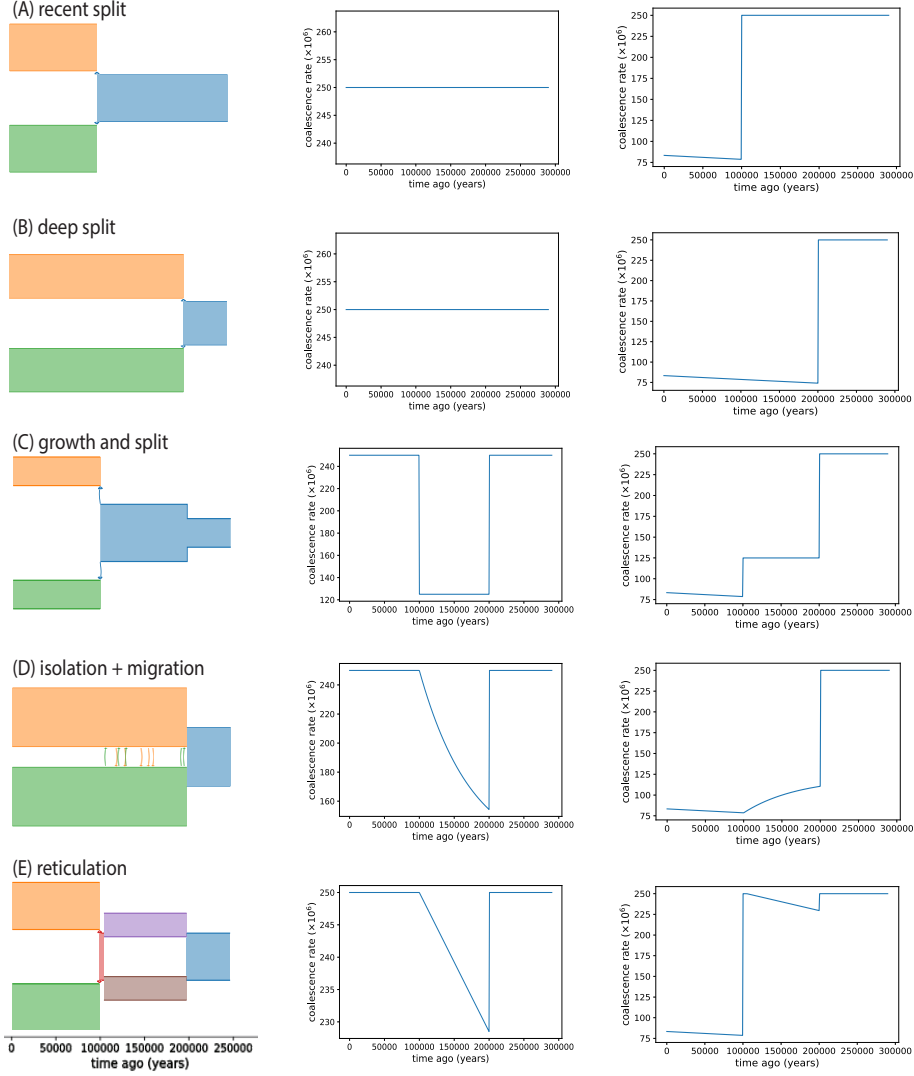 (A) recent split
coalescence rate (×10⁶)
260
255
250
245
240
0 50000 100000 150000 200000 250000 300000
time ago (years)
coalescence rate (×10⁶)
250
225
200
175
150
125
100
75
0 50000 100000 150000 200000 250000 300000
time ago (years)
(B) deep split
coalescence rate (×10⁶)
260
255
250
245
240
0 50000 100000 150000 200000 250000 300000
time ago (years)
coalescence rate (×10⁶)
250
225
200
175
150
125
100
75
0 50000 100000 150000 200000 250000 300000
time ago (years)
(C) growth and split
coalescence rate (×10⁶)
240
220
200
180
160
140
120
0 50000 100000 150000 200000 250000 300000
time ago (years)
coalescence rate (×10⁶)
250
225
200
175
150
125
100
75
0 50000 100000 150000 200000 250000 300000
time ago (years)
(D) isolation + migration
coalescence rate (×10⁶)
240
220
200
180
160
0 50000 100000 150000 200000 250000 300000
time ago (years)
coalescence rate (×10⁶)
250
225
200
175
150
125
100
75
0 50000 100000 150000 200000 250000 300000
time ago (years)
(E) reticulation
0 50000 100000 150000 200000 250000
time ago (years)
coalescence rate (×10⁶)
250
245
240
235
230
0 50000 100000 150000 200000 250000 300000
time ago (years)
coalescence rate (×10⁶)
250
225
200
175
150
125
100
75
0 50000 100000 150000 200000 250000 300000
time ago (years)